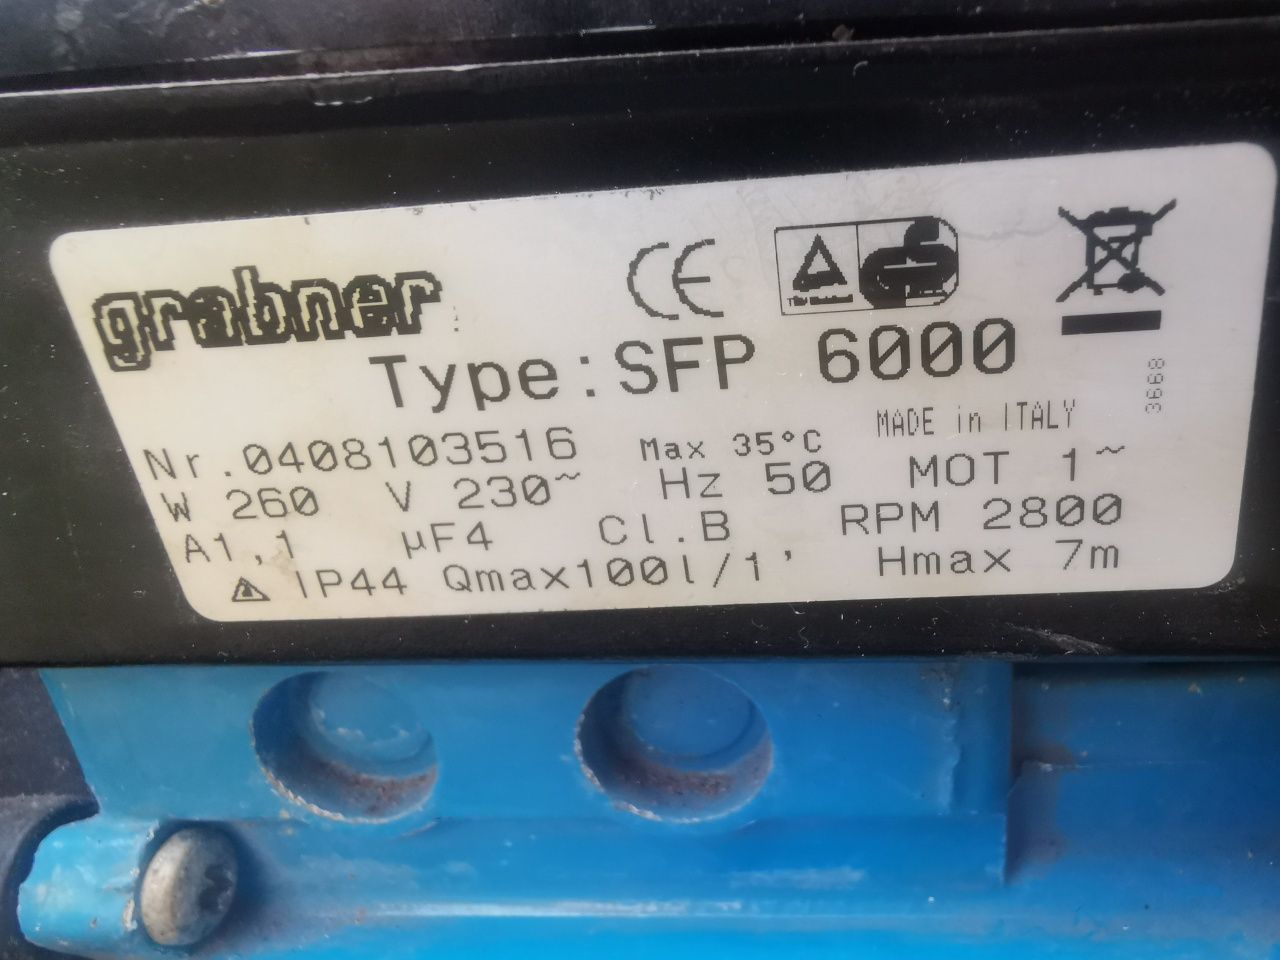 grabner
CE
Type: SFP 6000
MADE in ITALY
3668
Nr.0408103516 Max 35°C
W 260 V 230~ Hz 50 MOT 1~
A1,1 µF4 Cl.B RPM 2800
IP44 Qmax100l/1' Hmax 7m